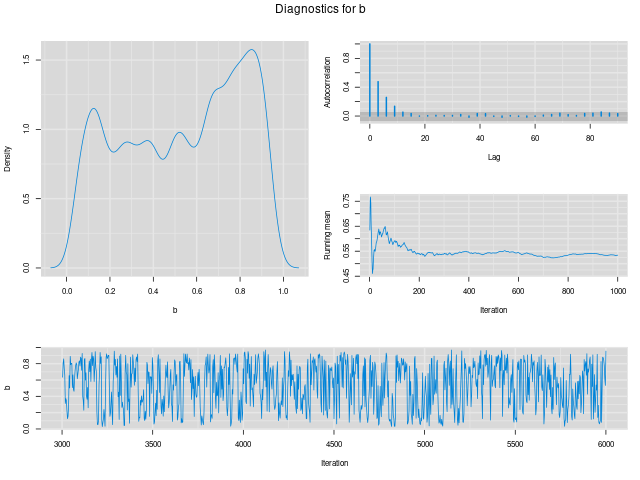 Diagnostics for b
Density
0.0 0.5 1.0 1.5
0.0 0.2 0.4 0.6 0.8 1.0
b
Autocorrelation
0.0 0.4 0.8
0 20 40 60 80
Lag
Running mean
0.45 0.55 0.65 0.75
0 200 400 600 800 1000
Iteration
b
0.0 0.4 0.8
3000 3500 4000 4500 5000 5500 6000
Iteration